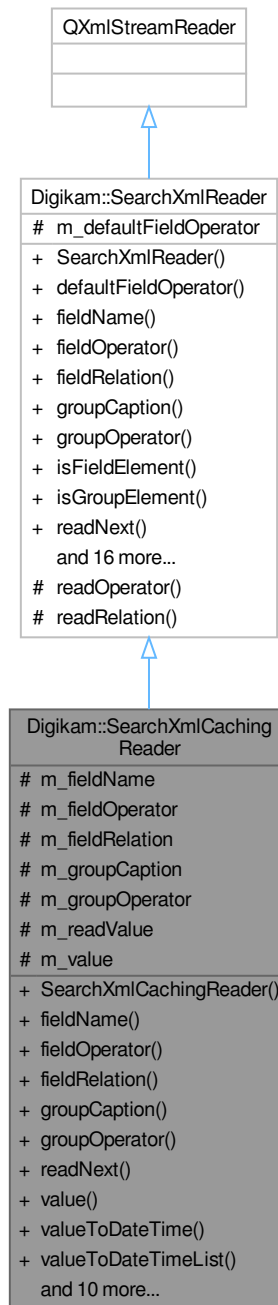 QXmlStreamReader
Digikam::SearchXmlReader
# m_defaultFieldOperator
+ SearchXmlReader()
+ defaultFieldOperator()
+ fieldName()
+ fieldOperator()
+ fieldRelation()
+ groupCaption()
+ groupOperator()
+ isFieldElement()
+ isGroupElement()
+ readNext()
and 16 more...
# readOperator()
# readRelation()
Digikam::SearchXmlCaching
Reader
# m_fieldName
# m_fieldOperator
# m_fieldRelation
# m_groupCaption
# m_groupOperator
# m_readValue
# m_value
+ SearchXmlCachingReader()
+ fieldName()
+ fieldOperator()
+ fieldRelation()
+ groupCaption()
+ groupOperator()
+ readNext()
+ value()
+ valueToDateTime()
+ valueToDateTimeList()
and 10 more...